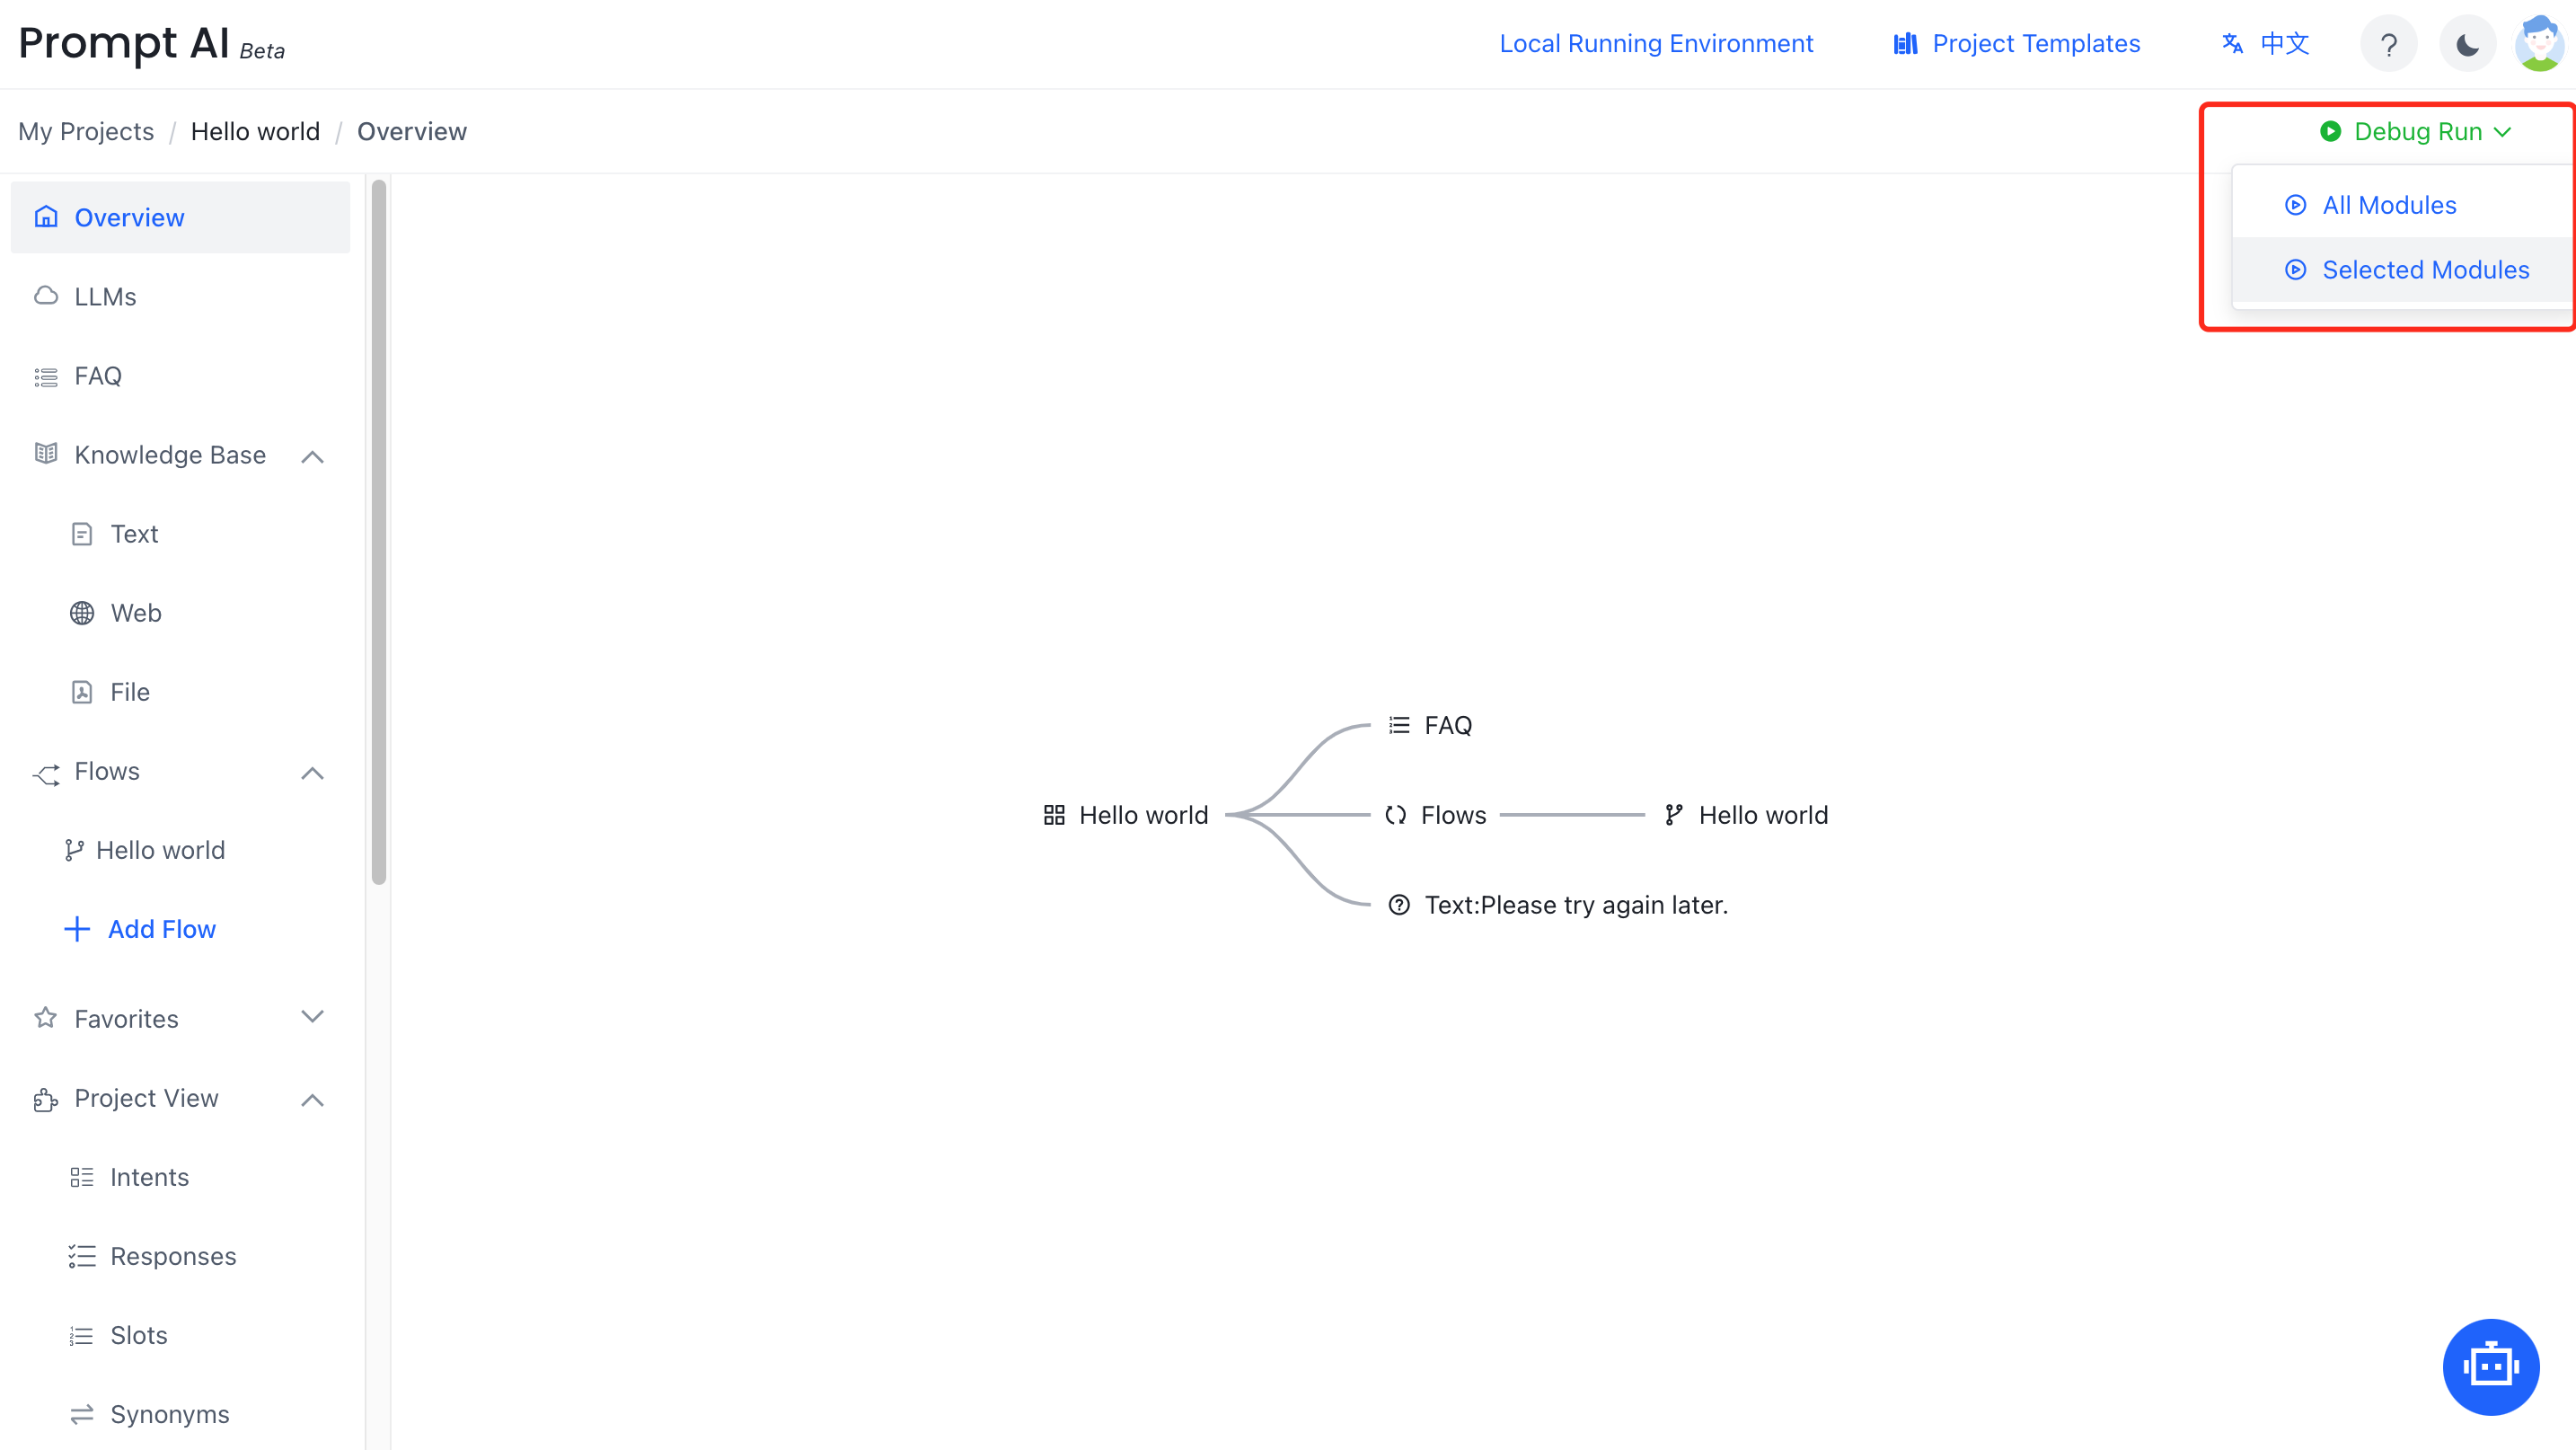 Prompt AI Beta
Local Running Environment
Project Templates
中文
My Projects / Hello world / Overview
Debug Run
All Modules
Selected Modules
Overview
LLMs
FAQ
Knowledge Base
Text
Web
File
Flows
Hello world
Add Flow
Favorites
Project View
Intents
Responses
Slots
Synonyms
FAQ
Hello world
Flows
Hello world
Text:Please try again later.